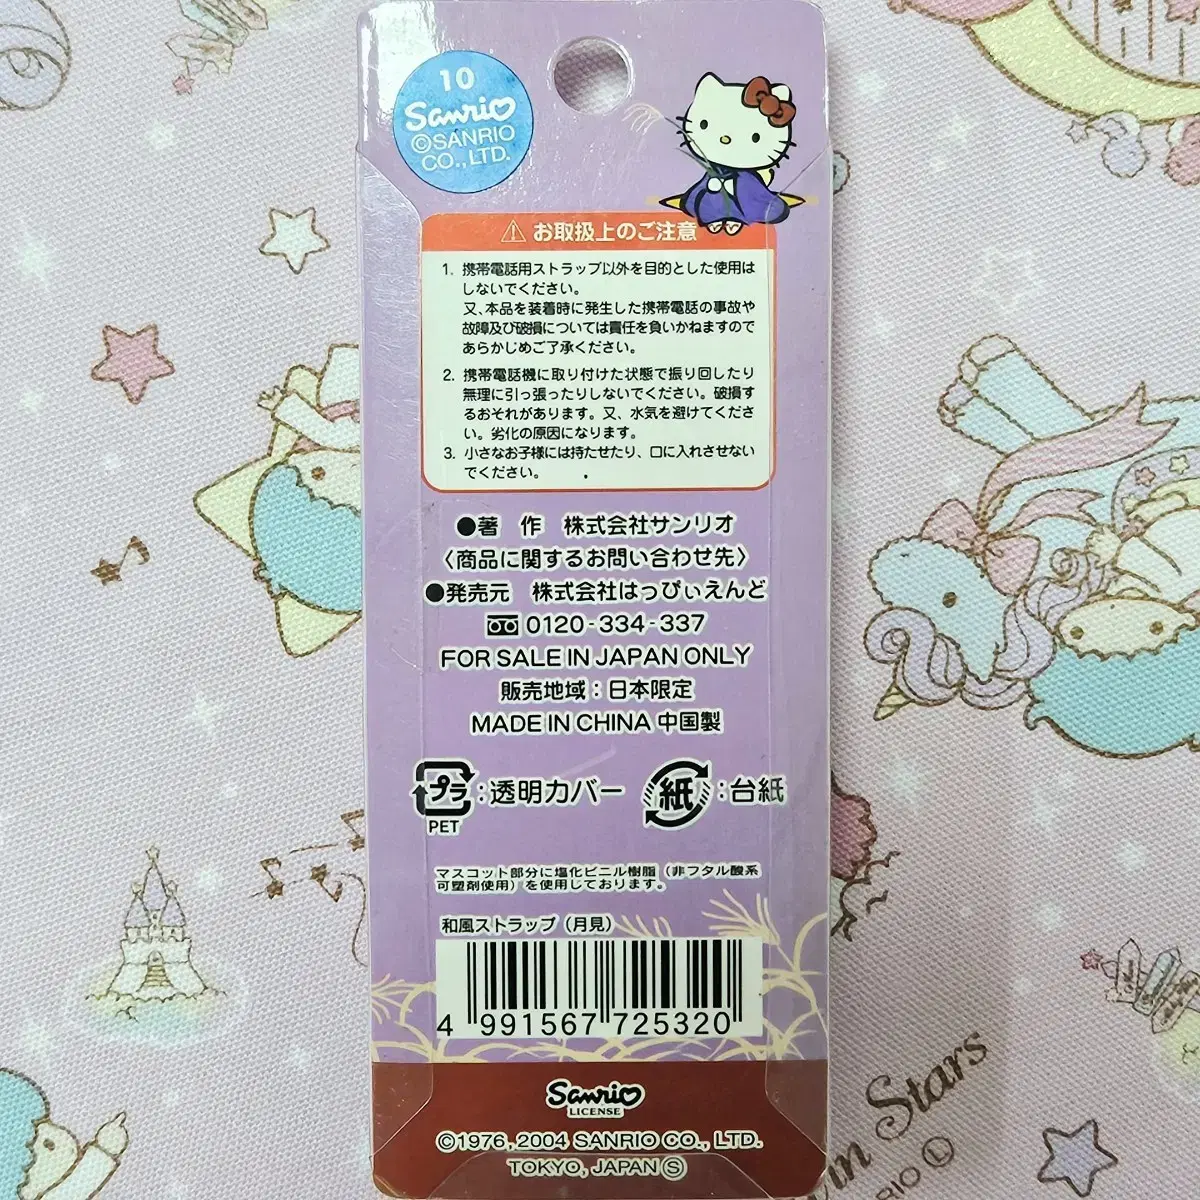 10
Sanrio
©SANRIO
CO., LTD.
⚠ お取扱上のご注意
1. 携帯電話用ストラップ以外を目的とした使用は
しないでください。
又、本品を装着時に発生した携帯電話の事故や
故障及び破損については責任を負いかねますので
あらかじめご了承ください。
2. 携帯電話機に取り付けた状態で振り回したり
無理に引っ張ったりしないでください。破損す
るおそれがあります。又、水気を避けてくださ
い。劣化の原因になります。
3. 小さなお子様には持たせたり、口に入れさせない
でください。
●著 作 株式会社サンリオ
〈商品に関するお問い合わせ先〉
●発売元 株式会社はっぴぃえんど
0120-334-337
FOR SALE IN JAPAN ONLY
販売地域：日本限定
MADE IN CHINA 中国製
プラ：透明カバー 紙：台紙
PET
マスコット部分に塩化ビニル樹脂（非フタル酸系
可塑剤使用）を使用しております。
和風ストラップ（月見）
4 991567 725320
Sanrio
LICENSE
©1976, 2004 SANRIO CO., LTD.
TOKYO, JAPAN Ⓢ
in Stars
RIO Ⓛ